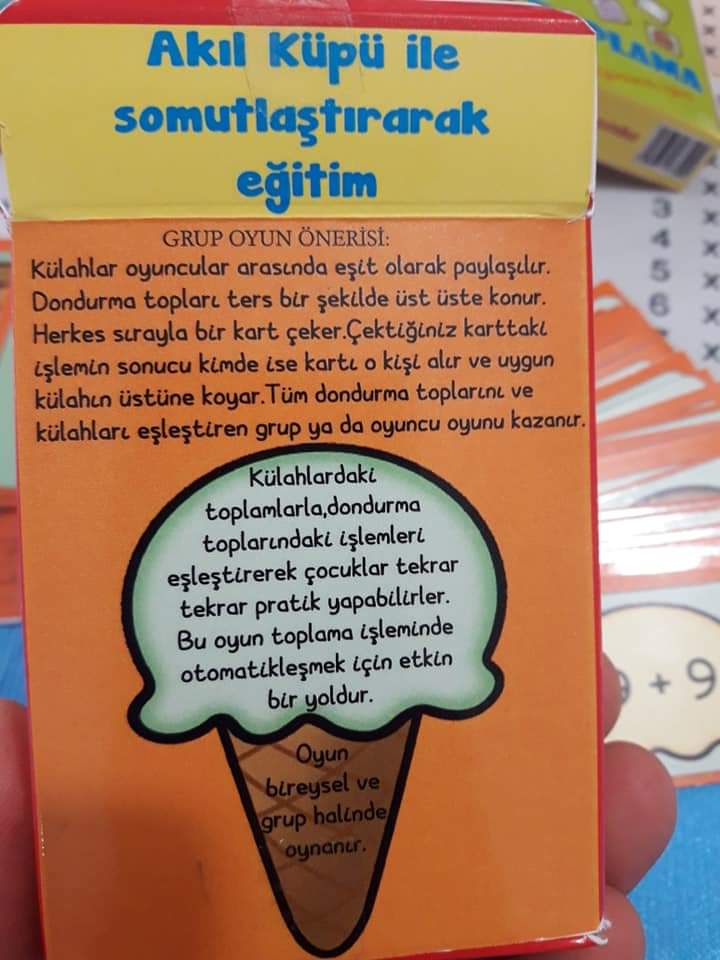 Akıl Küpü ile
somutlaştırarak
eğitim
GRUP OYUN ÖNERİSİ:
Külahlar oyuncular arasında eşit olarak paylaşılır.
Dondurma topları ters bir şekilde üst üste konur.
Herkes sırayla bir kart çeker.Çektiğiniz karttaki
işlemin sonucu kimde ise kartı o kişi alır ve uygun
külahın üstüne koyar.Tüm dondurma toplarını ve
külahları eşleştiren grup ya da oyuncu oyunu kazanır.
Külahlardaki
toplamlarla,dondurma
toplarındaki işlemleri
eşleştirerek çocuklar tekrar
tekrar pratik yapabilirler.
Bu oyun toplama işleminde
otomatikleşmek için etkin
bir yoldur.
Oyun
bireysel ve
grup halinde
oynanır.
PLAMA
3 x
4 x
5 x
6
7
9 + 9